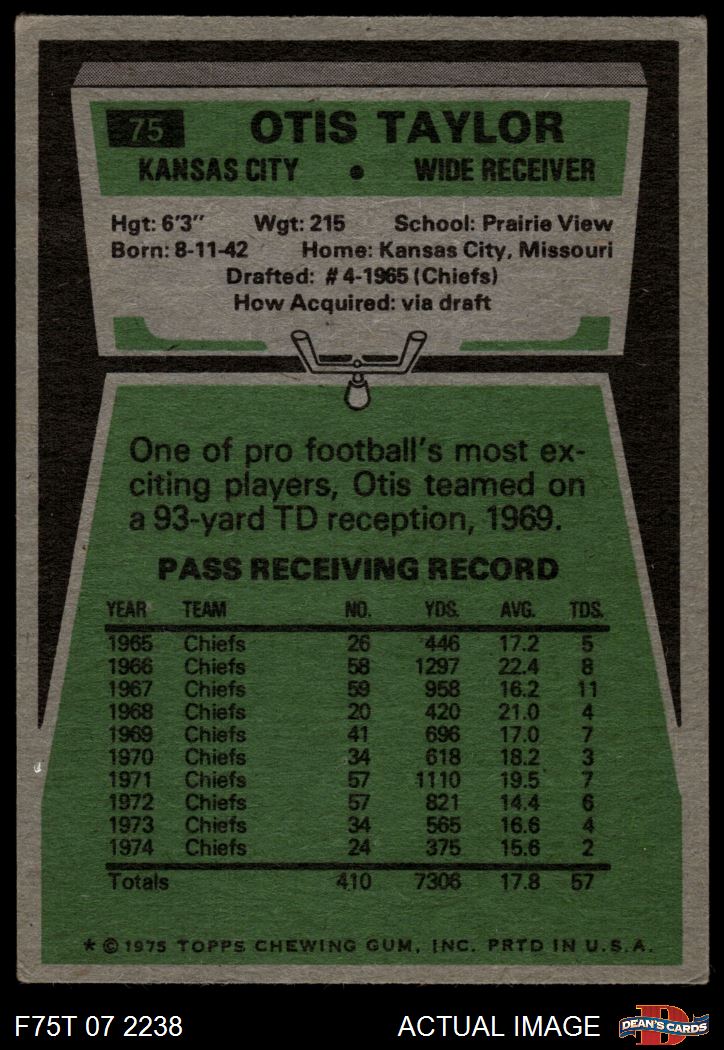 75 OTIS TAYLOR
KANSAS CITY • WIDE RECEIVER
Hgt: 6'3" Wgt: 215 School: Prairie View
Born: 8-11-42 Home: Kansas City, Missouri
Drafted: #4-1965 (Chiefs)
How Acquired: via draft
One of pro football's most ex-
citing players, Otis teamed on
a 93-yard TD reception, 1969.
PASS RECEIVING RECORD
YEAR TEAM NO. YDS. AVG. TDS.
1965 Chiefs 26 446 17.2 5
1966 Chiefs 58 1297 22.4 8
1967 Chiefs 59 958 16.2 11
1968 Chiefs 20 420 21.0 4
1969 Chiefs 41 696 17.0 7
1970 Chiefs 34 618 18.2 3
1971 Chiefs 57 1110 19.5 7
1972 Chiefs 57 821 14.4 6
1973 Chiefs 34 565 16.6 4
1974 Chiefs 24 375 15.6 2
Totals 410 7306 17.8 57
* © 1975 TOPPS CHEWING GUM, INC. PRTD IN U.S.A.
F75T 07 2238 ACTUAL IMAGE D DEAN'S CARDS